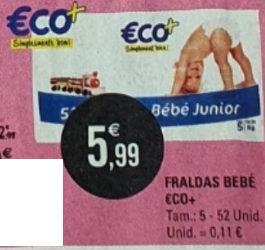 €CO+
Simplesmente bom!
€CO+
Simplesmente bom!
Bébé Junior
5
5,99 €
€
FRALDAS BEBÉ
€CO+
Tam.: 5 - 52 Unid.
Unid. = 0,11 €